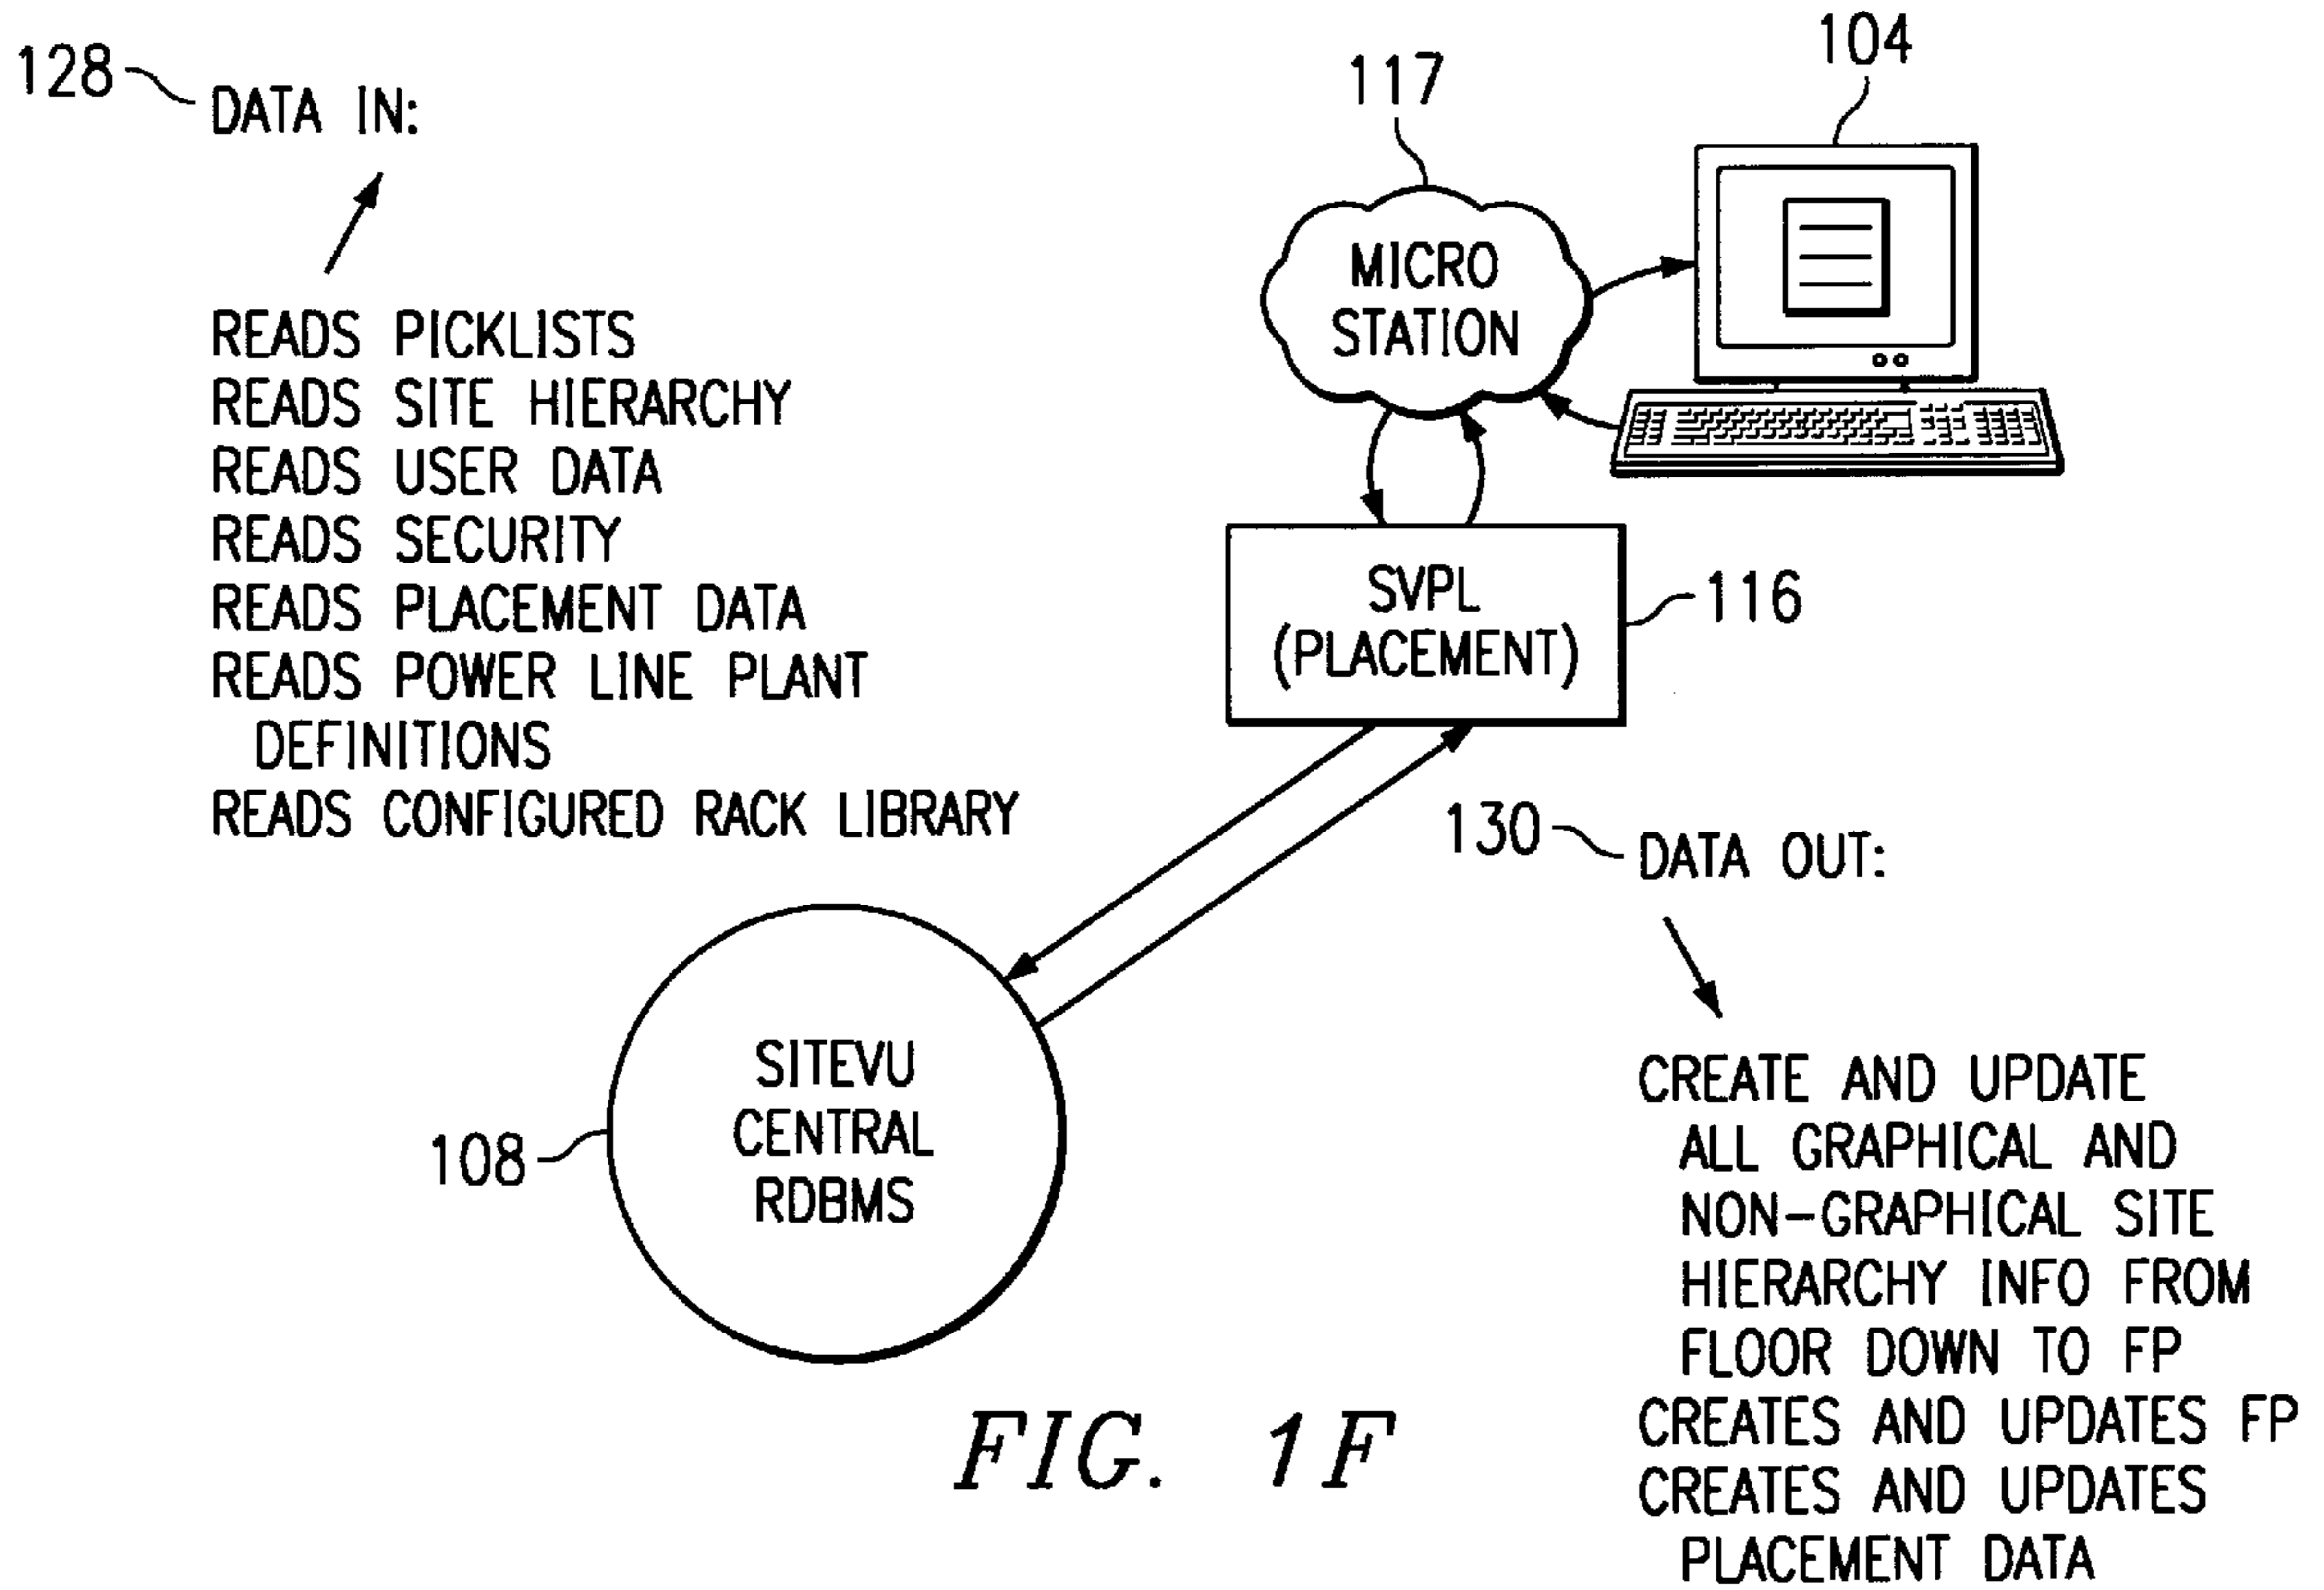 128
DATA IN:
READS PICKLISTS
READS SITE HIERARCHY
READS USER DATA
READS SECURITY
READS PLACEMENT DATA
READS POWER LINE PLANT
DEFINITIONS
READS CONFIGURED RACK LIBRARY
117
104
MICRO
STATION
SVPL
(PLACEMENT)
116
130
DATA OUT:
CREATE AND UPDATE
ALL GRAPHICAL AND
NON-GRAPHICAL SITE
HIERARCHY INFO FROM
FLOOR DOWN TO FP
CREATES AND UPDATES FP
CREATES AND UPDATES
PLACEMENT DATA
108
SITEVU
CENTRAL
RDBMS
FIG. 1F